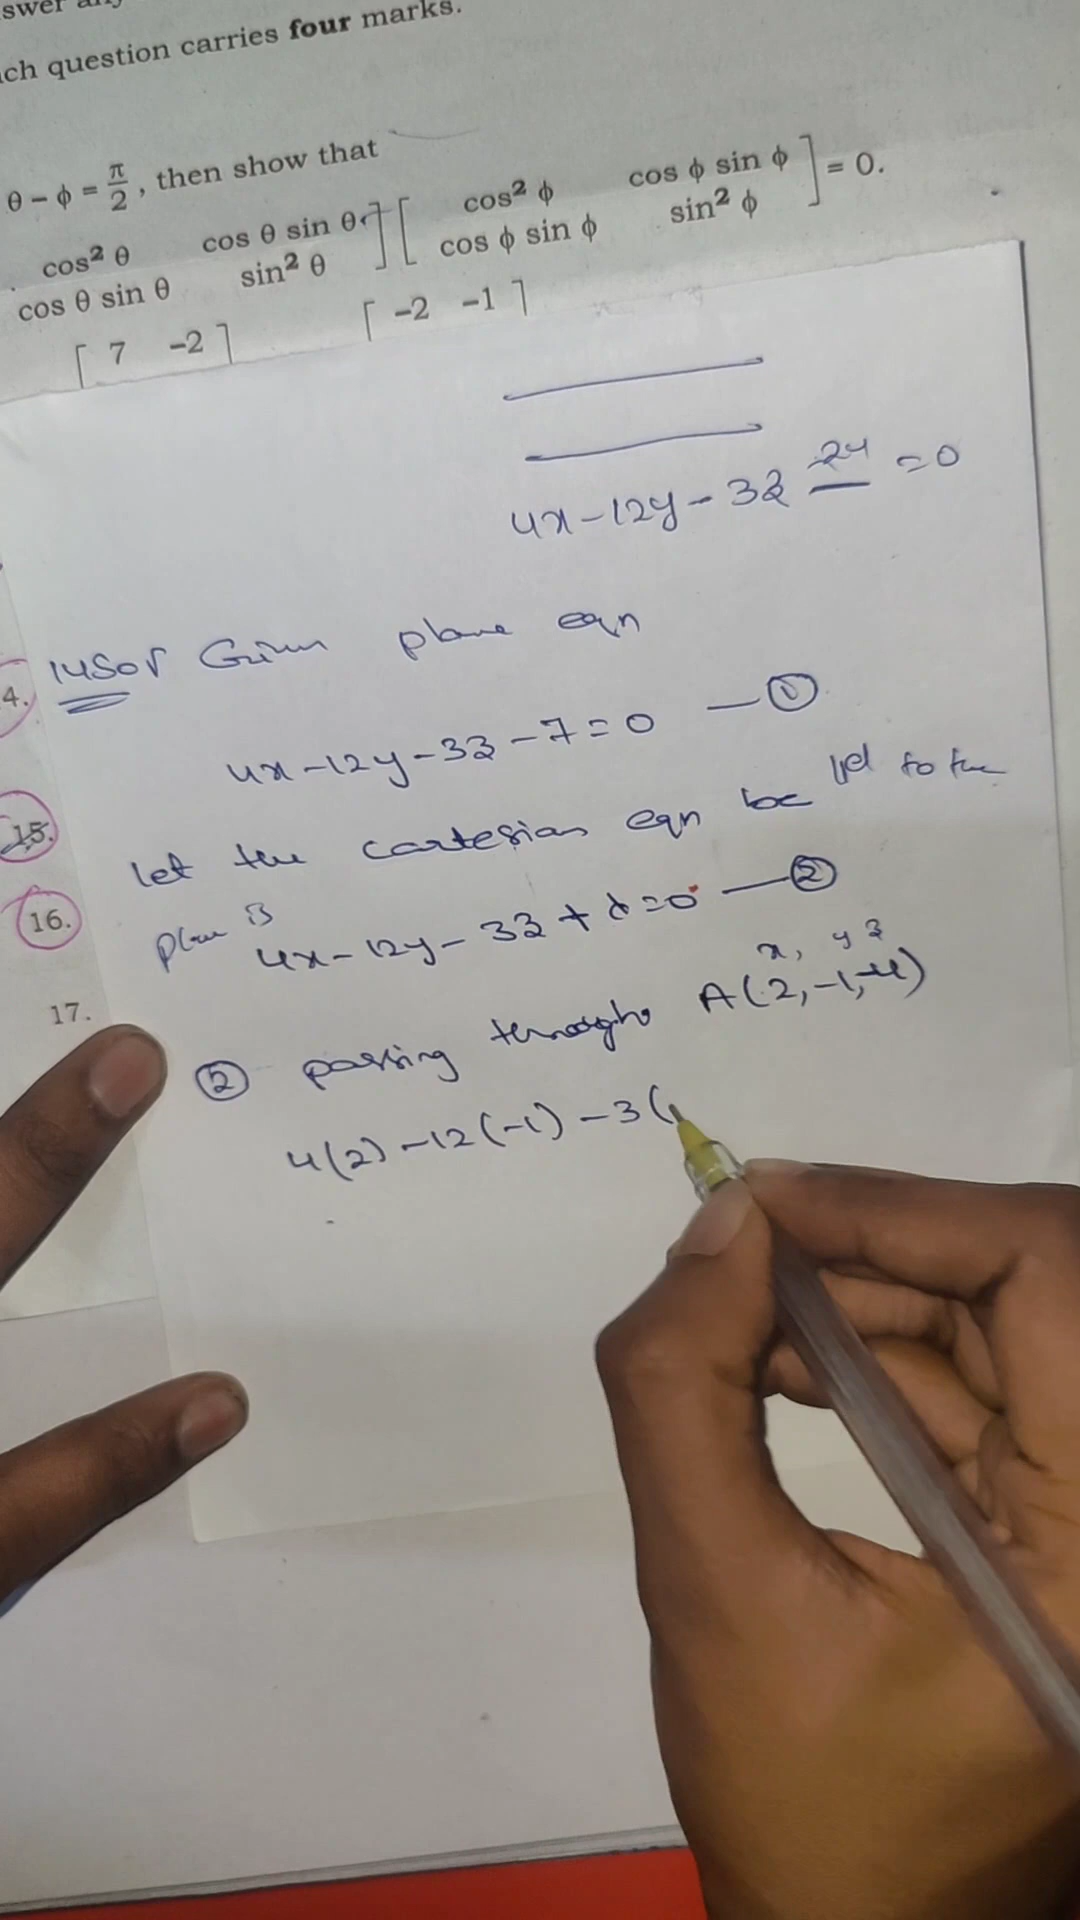 ch question carries four marks.
θ – ϕ = π/2, then show that
cos² θ cos θ sin θ ] [ cos² ϕ cos ϕ sin ϕ ] = 0.
cos θ sin θ sin² θ cos ϕ sin ϕ sin² ϕ
[ 7 –2 ] [ –2 –1 ]
4x - 12y - 3z 24 = 0
14 Sol Given plane eqn
4.
4x - 12y - 3z - 7 = 0 — ①
let the cartesian eqn be ||el to the
15.
plane is
4x - 12y - 3z + λ = 0 — ②
16.
x, y z
② passing through A(2, -1, -4)
17.
4(2) - 12(-1) - 3(